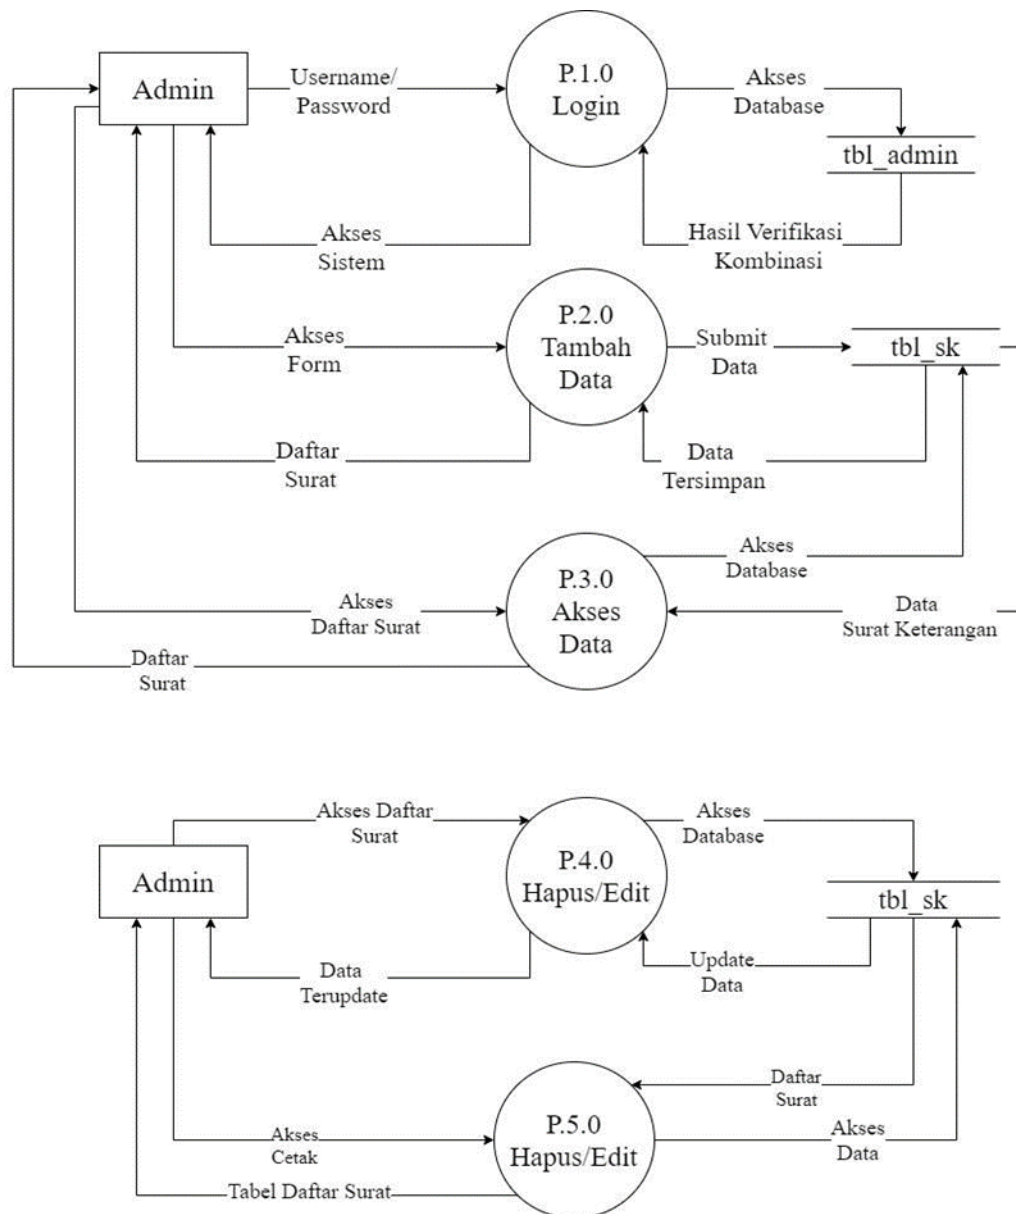 Admin
Username/
Password
P.1.0
Login
Akses
Database
tbl_admin
Akses
Sistem
Hasil Verifikasi
Kombinasi
Akses
Form
P.2.0
Tambah
Data
Submit
Data
tbl_sk
Daftar
Surat
Data
Tersimpan
Akses
Database
Akses
Daftar Surat
P.3.0
Akses
Data
Data
Surat Keterangan
Daftar
Surat
Akses Daftar
Surat
P.4.0
Hapus/Edit
Akses
Database
Admin
tbl_sk
Data
Terupdate
Update
Data
Daftar
Surat
Akses
Cetak
P.5.0
Hapus/Edit
Akses
Data
Tabel Daftar Surat